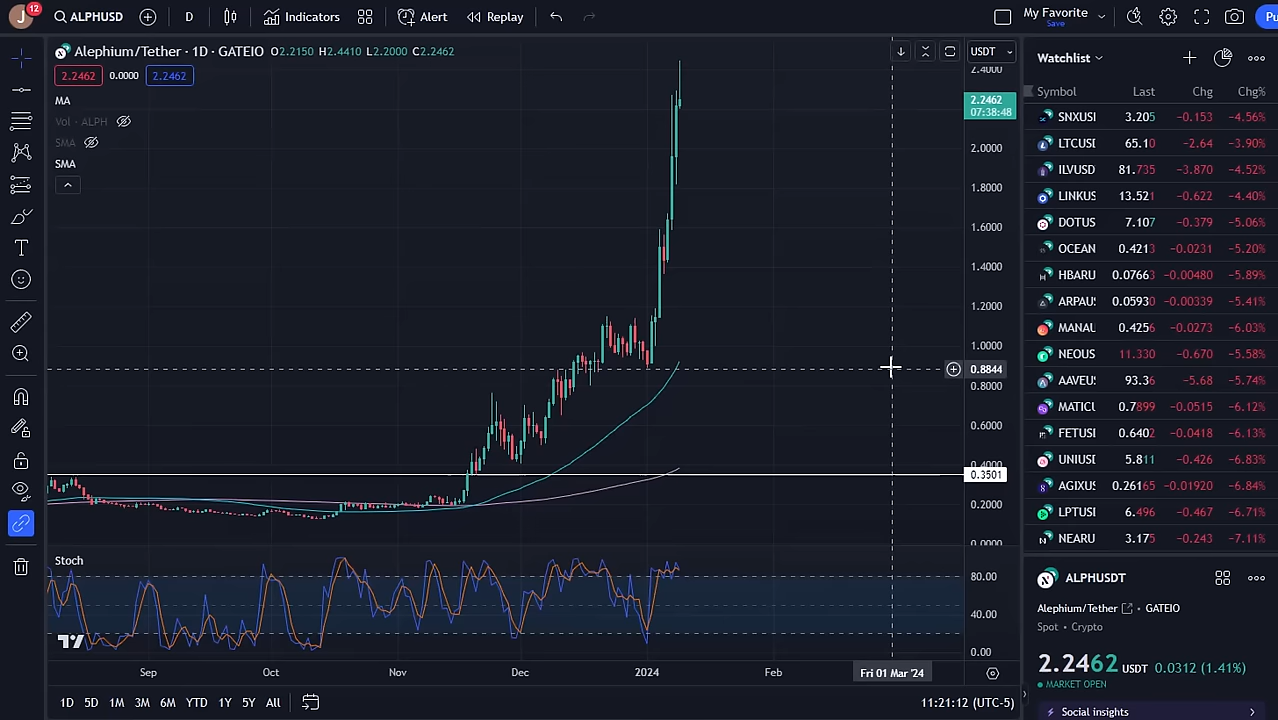 J 12 ALPHUSD D Indicators Alert Replay My Favorite Save Pu
Alephium/Tether · 1D · GATEIO O2.2150 H2.4410 L2.2000 C2.2462
2.2462 0.0000 2.2462
MA
Vol · ALPH
SMA
SMA
USDT
2.4000
2.2462
07:38:48
2.0000
1.8000
1.6000
1.4000
1.2000
1.0000
0.8844
0.8000
0.6000
0.4000
0.3501
0.2000
0.0000
Stoch
80.00
40.00
0.00
Sep Oct Nov Dec 2024 Feb Fri 01 Mar '24
1D 5D 1M 3M 6M YTD 1Y 5Y All 11:21:12 (UTC-5)
Watchlist
Symbol Last Chg Chg%
SNXUSI 3.205 −0.153 −4.56%
LTCUSI 65.10 −2.64 −3.90%
ILVUSD 81.735 −3.870 −4.52%
LINKUS 13.521 −0.622 −4.40%
DOTUS 7.107 −0.379 −5.06%
OCEAN 0.4213 −0.0231 −5.20%
HBARU 0.07663 −0.00480 −5.89%
ARPAUS 0.05930 −0.00339 −5.41%
MANAU 0.4256 −0.0273 −6.03%
NEOUS 11.330 −0.670 −5.58%
AAVEUS 93.36 −5.68 −5.74%
MATICU 0.7899 −0.0515 −6.12%
FETUSI 0.6402 −0.0418 −6.13%
UNIUSI 5.811 −0.426 −6.83%
AGIXUS 0.26165 −0.01920 −6.84%
LPTUSI 6.496 −0.467 −6.71%
NEARU 3.175 −0.243 −7.11%
ALPHUSDT
Alephium/Tether · GATEIO
Spot · Crypto
2.2462 USDT 0.0312 (1.41%)
MARKET OPEN
Social insights